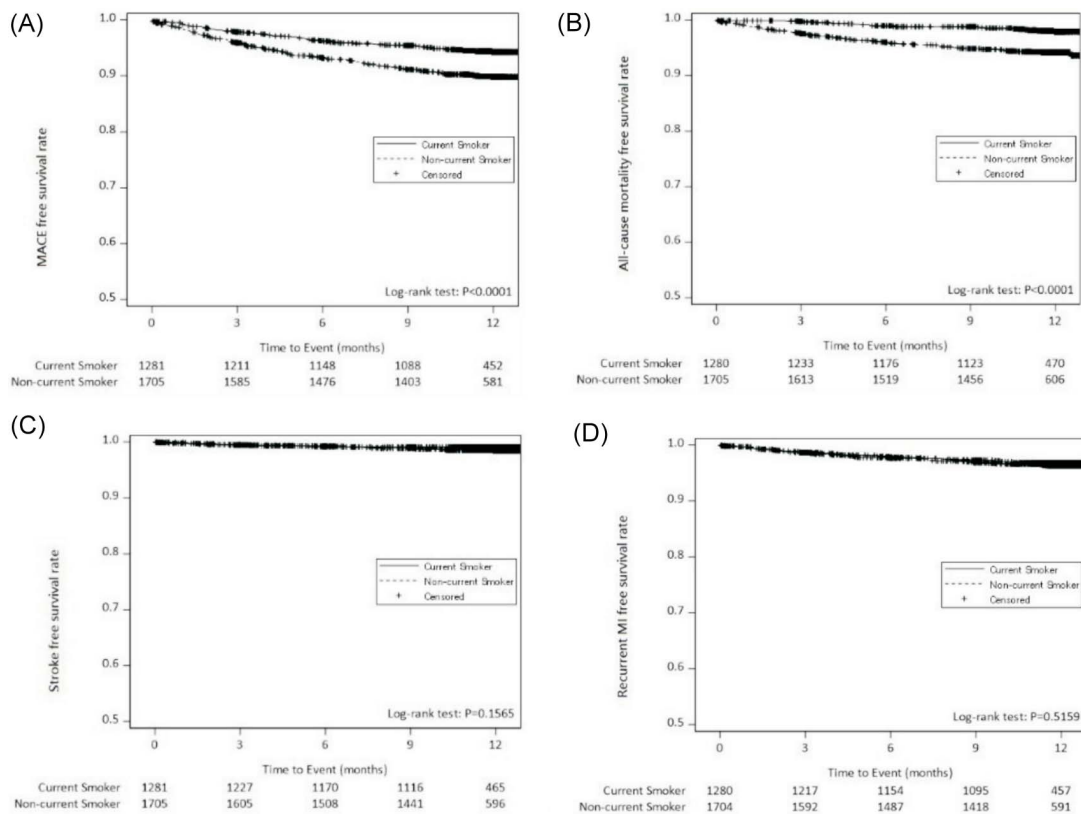 (A)
MACE free survival rate
1.0
0.9
0.8
0.7
0.6
0.5
Current Smoker
Non-current Smoker
Censored
Log-rank test: P<0.0001
0 3 6 9 12
Time to Event (months)
Current Smoker 1281 1211 1148 1088 452
Non-current Smoker 1705 1585 1476 1403 581
(B)
All-cause mortality free survival rate
1.0
0.9
0.8
0.7
0.6
0.5
Current Smoker
Non-current Smoker
Censored
Log-rank test: P<0.0001
0 3 6 9 12
Time to Event (months)
Current Smoker 1280 1233 1176 1123 470
Non-current Smoker 1705 1613 1519 1456 606
(C)
Stroke free survival rate
1.0
0.9
0.8
0.7
0.6
0.5
Current Smoker
Non-current Smoker
Censored
Log-rank test: P=0.1565
0 3 6 9 12
Time to Event (months)
Current Smoker 1281 1227 1170 1116 465
Non-current Smoker 1705 1605 1508 1441 596
(D)
Recurrent MI free survival rate
1.0
0.9
0.8
0.7
0.6
0.5
Current Smoker
Non-current Smoker
Censored
Log-rank test: P=0.5159
0 3 6 9 12
Time to Event (months)
Current Smoker 1280 1217 1154 1095 457
Non-current Smoker 1704 1592 1487 1418 591